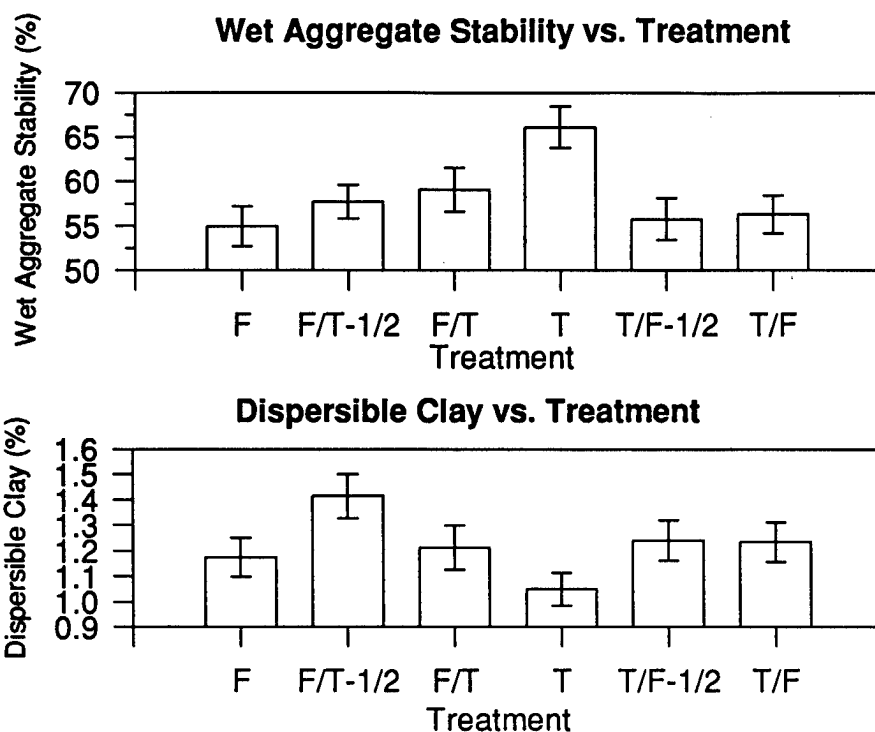 Wet Aggregate Stability vs. Treatment
Wet Aggregate Stability (%)
70
65
60
55
50
F F/T-1/2 F/T T T/F-1/2 T/F
Treatment
Dispersible Clay vs. Treatment
Dispersible Clay (%)
1.6
1.5
1.4
1.3
1.2
1.1
1.0
0.9
F F/T-1/2 F/T T T/F-1/2 T/F
Treatment